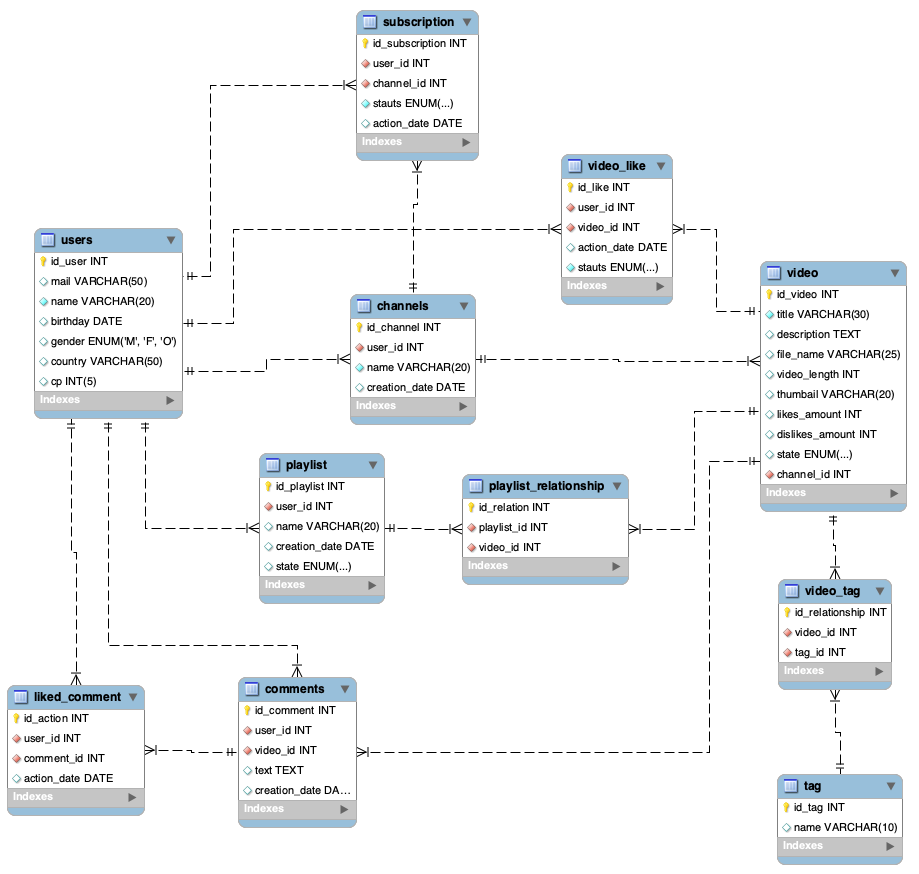 subscription
id_subscription INT
user_id INT
channel_id INT
stauts ENUM(...)
action_date DATE
Indexes
video_like
id_like INT
user_id INT
video_id INT
action_date DATE
stauts ENUM(...)
Indexes
users
id_user INT
mail VARCHAR(50)
name VARCHAR(20)
birthday DATE
gender ENUM('M', 'F', 'O')
country VARCHAR(50)
cp INT(5)
Indexes
channels
id_channel INT
user_id INT
name VARCHAR(20)
creation_date DATE
Indexes
video
id_video INT
title VARCHAR(30)
description TEXT
file_name VARCHAR(25)
video_length INT
thumbail VARCHAR(20)
likes_amount INT
dislikes_amount INT
state ENUM(...)
channel_id INT
Indexes
playlist
id_playlist INT
user_id INT
name VARCHAR(20)
creation_date DATE
state ENUM(...)
Indexes
playlist_relationship
id_relation INT
playlist_id INT
video_id INT
Indexes
video_tag
id_relationship INT
video_id INT
tag_id INT
Indexes
liked_comment
id_action INT
user_id INT
comment_id INT
action_date DATE
Indexes
comments
id_comment INT
user_id INT
video_id INT
text TEXT
creation_date DA...
Indexes
tag
id_tag INT
name VARCHAR(10)
Indexes